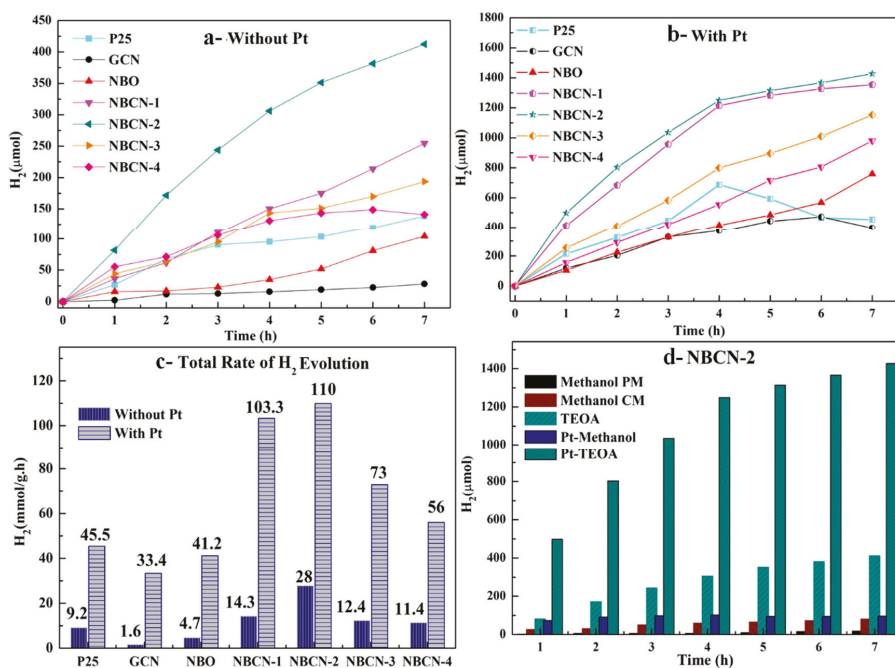 a- Without Pt
P25
GCN
NBO
NBCN-1
NBCN-2
NBCN-3
NBCN-4
H2(μmol)
450
400
350
300
250
200
150
100
50
0
0 1 2 3 4 5 6 7
Time (h)
b- With Pt
P25
GCN
NBO
NBCN-1
NBCN-2
NBCN-3
NBCN-4
H2(μmol)
1800
1600
1400
1200
1000
800
600
400
200
0
0 1 2 3 4 5 6 7
Time (h)
c- Total Rate of H2 Evolution
Without Pt
With Pt
H2(mmol/g.h)
120
100
80
60
40
20
0
9.2 45.5
1.6 33.4
4.7 41.2
14.3 103.3
28 110
12.4 73
11.4 56
P25 GCN NBO NBCN-1 NBCN-2 NBCN-3 NBCN-4
d- NBCN-2
Methanol PM
Methanol CM
TEOA
Pt-Methanol
Pt-TEOA
H2(μmol)
1400
1200
1000
800
600
400
200
0
1 2 3 4 5 6 7
Time (h)